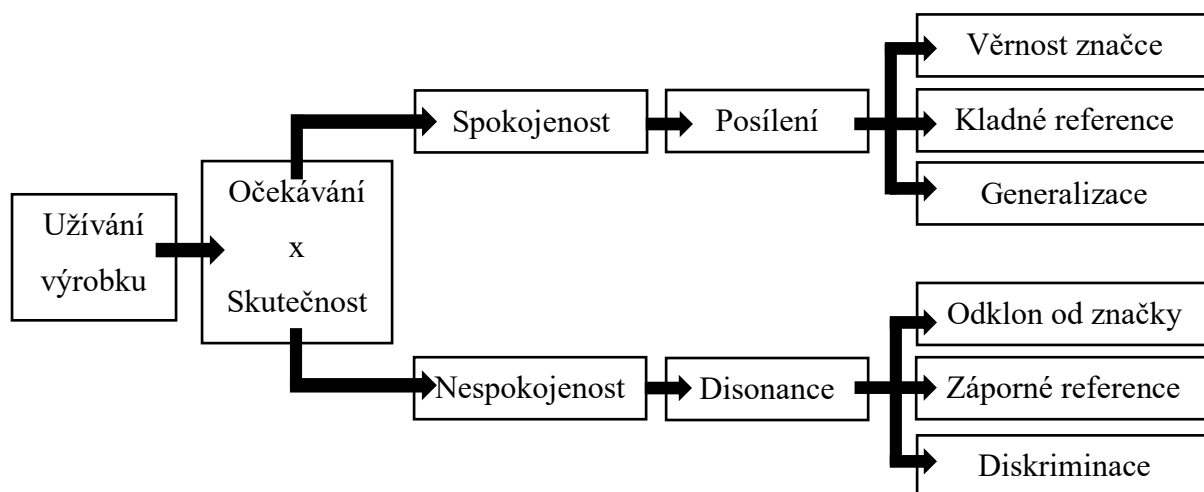 Užívání
výrobku
Očekávání
x
Skutečnost
Spokojenost
Posílení
Věrnost značce
Kladné reference
Generalizace
Nespokojenost
Disonance
Odklon od značky
Záporné reference
Diskriminace